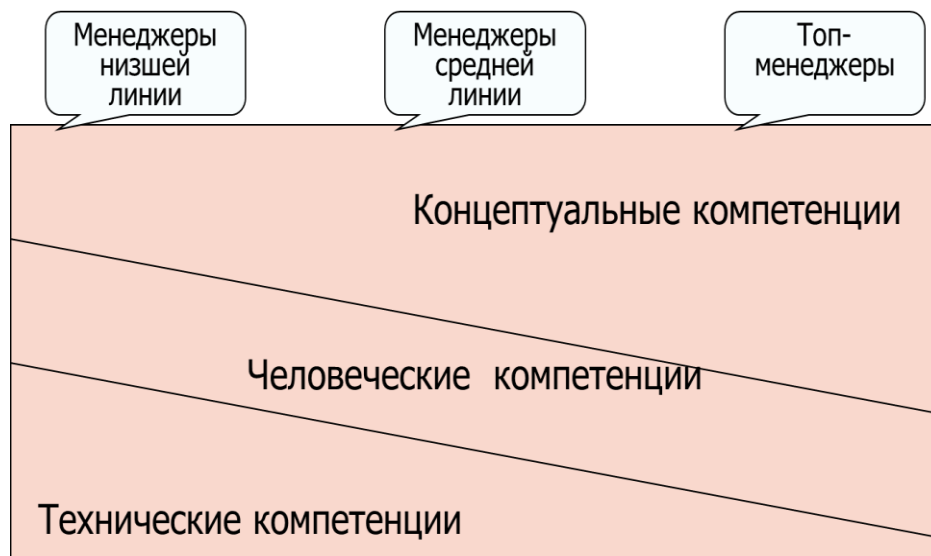 Менеджеры
низшей
линии
Менеджеры
средней
линии
Топ-
менеджеры
Концептуальные компетенции
Человеческие компетенции
Технические компетенции